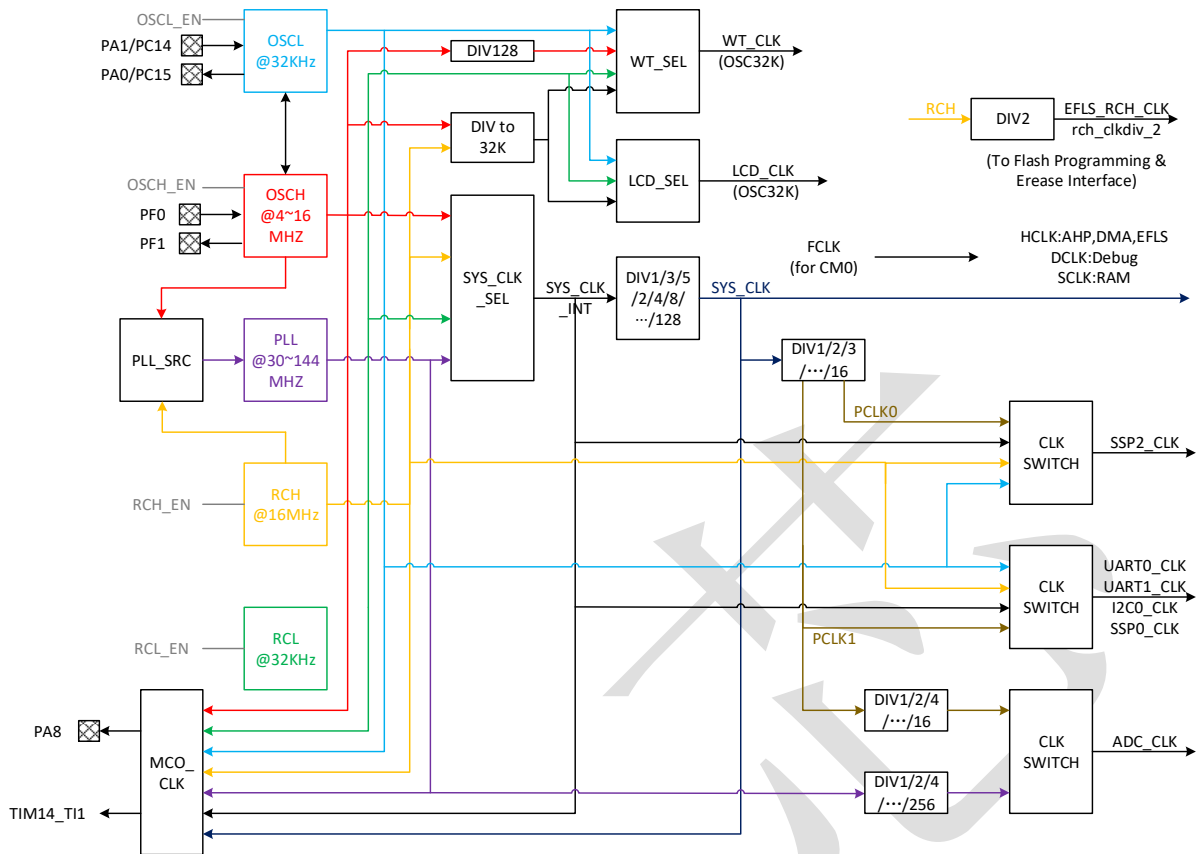 OSCL_EN
PA1/PC14
PA0/PC15
OSCL
@32KHz
DIV128
WT_SEL
WT_CLK
(OSC32K)
DIV to
32K
LCD_SEL
LCD_CLK
(OSC32K)
RCH
DIV2
EFLS_RCH_CLK
rch_clkdiv_2
(To Flash Programming &
Erease Interface)
OSCH_EN
PF0
PF1
OSCH
@4~16
MHZ
SYS_CLK
_SEL
SYS_CLK
_INT
DIV1/3/5
/2/4/8/
···/128
SYS_CLK
FCLK
(for CM0)
HCLK:AHP,DMA,EFLS
DCLK:Debug
SCLK:RAM
PLL_SRC
PLL
@30~144
MHZ
DIV1/2/3
/···/16
PCLK0
CLK
SWITCH
SSP2_CLK
RCH_EN
RCH
@16MHz
CLK
SWITCH
UART0_CLK
UART1_CLK
I2C0_CLK
SSP0_CLK
PCLK1
RCL_EN
RCL
@32KHz
PA8
TIM14_TI1
MCO_
CLK
DIV1/2/4
/···/16
DIV1/2/4
/···/256
CLK
SWITCH
ADC_CLK